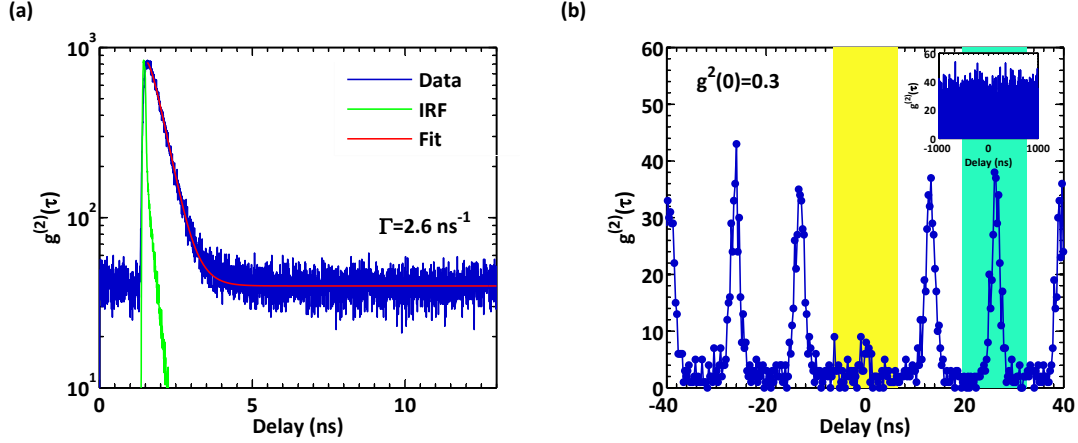 (a)
10³
10²
10¹
g⁽²⁾(τ)
Data
IRF
Fit
Γ=2.6 ns⁻¹
0 5 10
Delay (ns)
(b)
60
50
40
30
20
10
0
g⁽²⁾(τ)
g²(0)=0.3
60
40
20
0
g⁽²⁾(τ)
-1000 0 1000
Delay (ns)
-40 -20 0 20 40
Delay (ns)